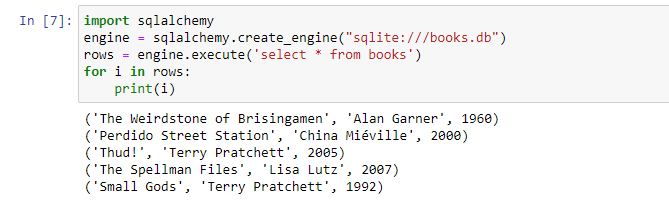 In [7]: import sqlalchemy
engine = sqlalchemy.create_engine("sqlite:///books.db")
rows = engine.execute('select * from books')
for i in rows:
    print(i)
('The Weirdstone of Brisingamen', 'Alan Garner', 1960)
('Perdido Street Station', 'China Miéville', 2000)
('Thud!', 'Terry Pratchett', 2005)
('The Spellman Files', 'Lisa Lutz', 2007)
('Small Gods', 'Terry Pratchett', 1992)